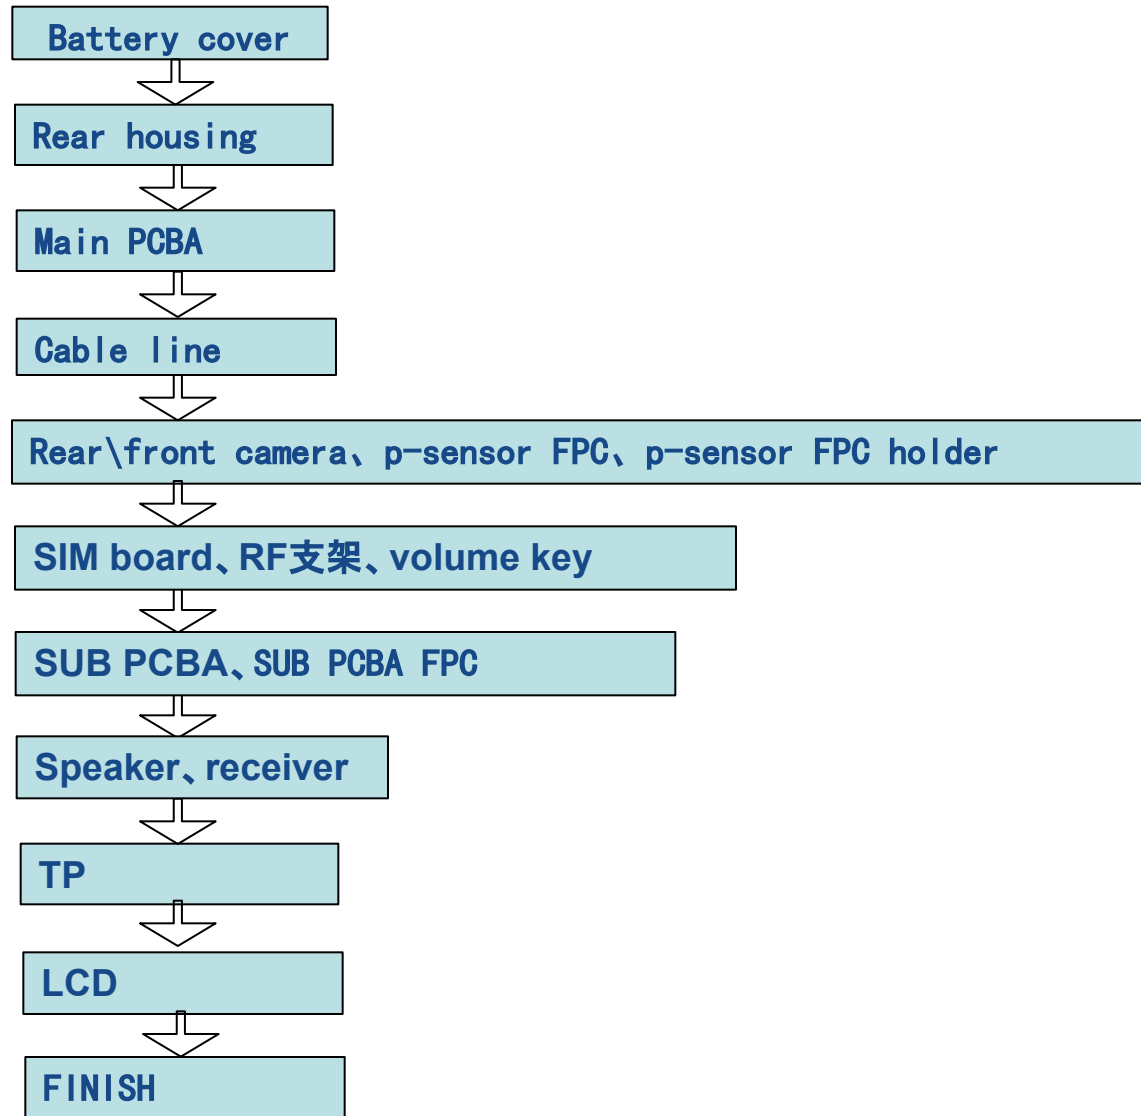 Battery cover
Rear housing
Main PCBA
Cable line
Rear\front camera、p-sensor FPC、p-sensor FPC holder
SIM board、RF支架、volume key
SUB PCBA、SUB PCBA FPC
Speaker、receiver
TP
LCD
FINISH